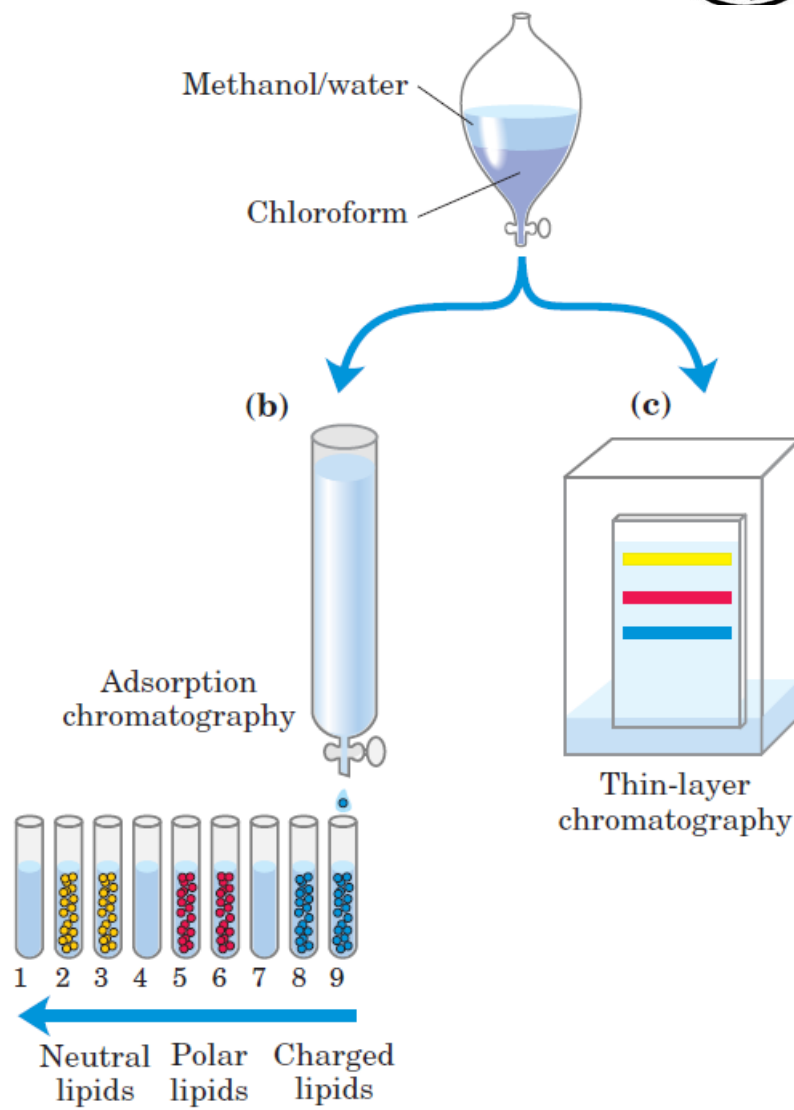 Methanol/water
Chloroform
(b)
(c)
Adsorption
chromatography
Thin-layer
chromatography
1 2 3 4 5 6 7 8 9
Neutral Polar Charged
lipids lipids lipids